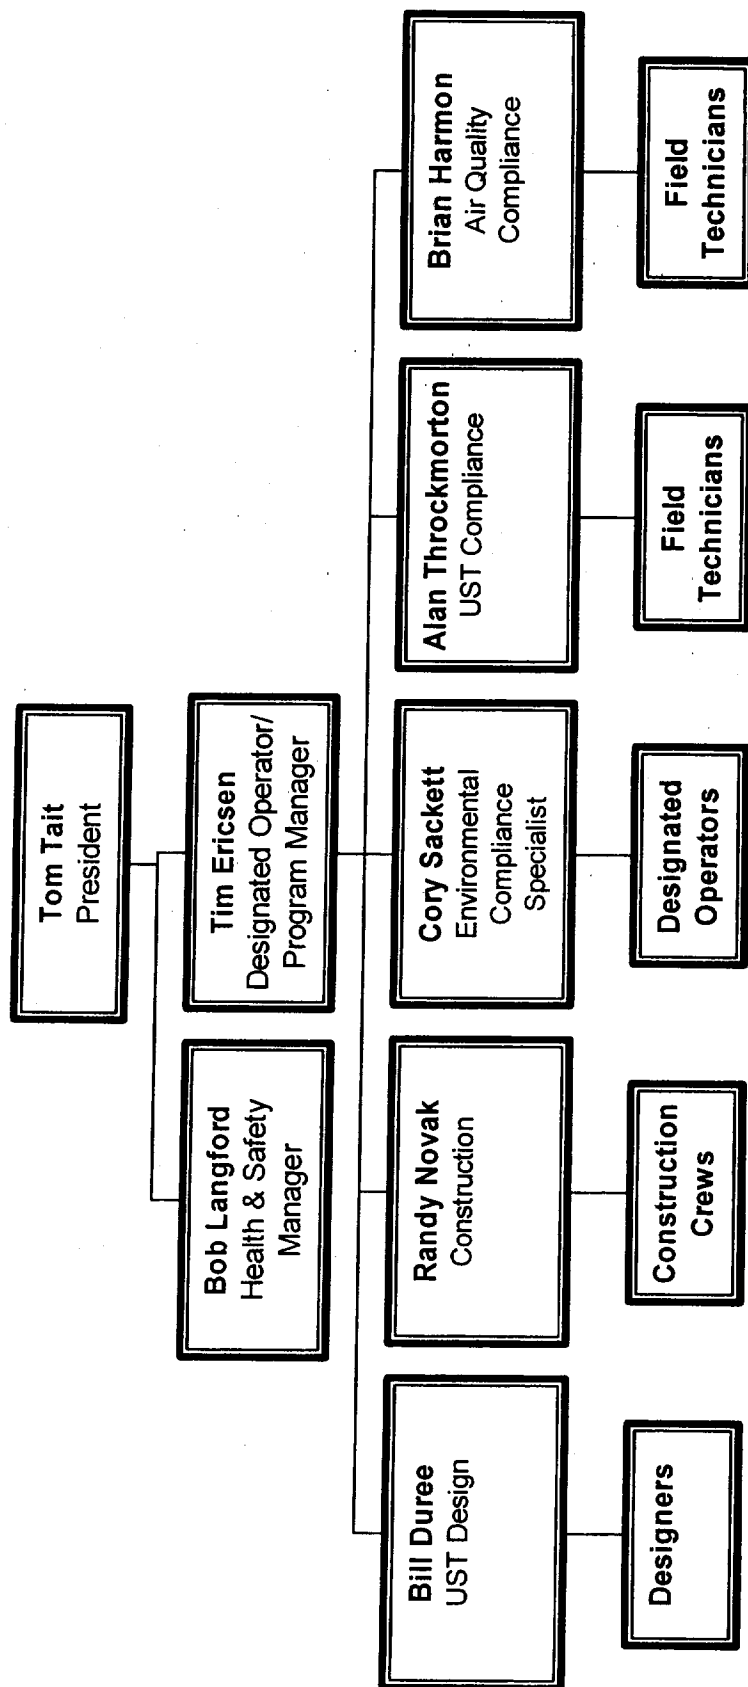 Tom Tait
President
Bob Langford
Health & Safety
Manager
Tim Ericsen
Designated Operator/
Program Manager
Bill Duree
UST Design
Randy Novak
Construction
Cory Sackett
Environmental
Compliance
Specialist
Alan Throckmorton
UST Compliance
Brian Harmon
Air Quality
Compliance
Designers
Construction
Crews
Designated
Operators
Field
Technicians
Field
Technicians